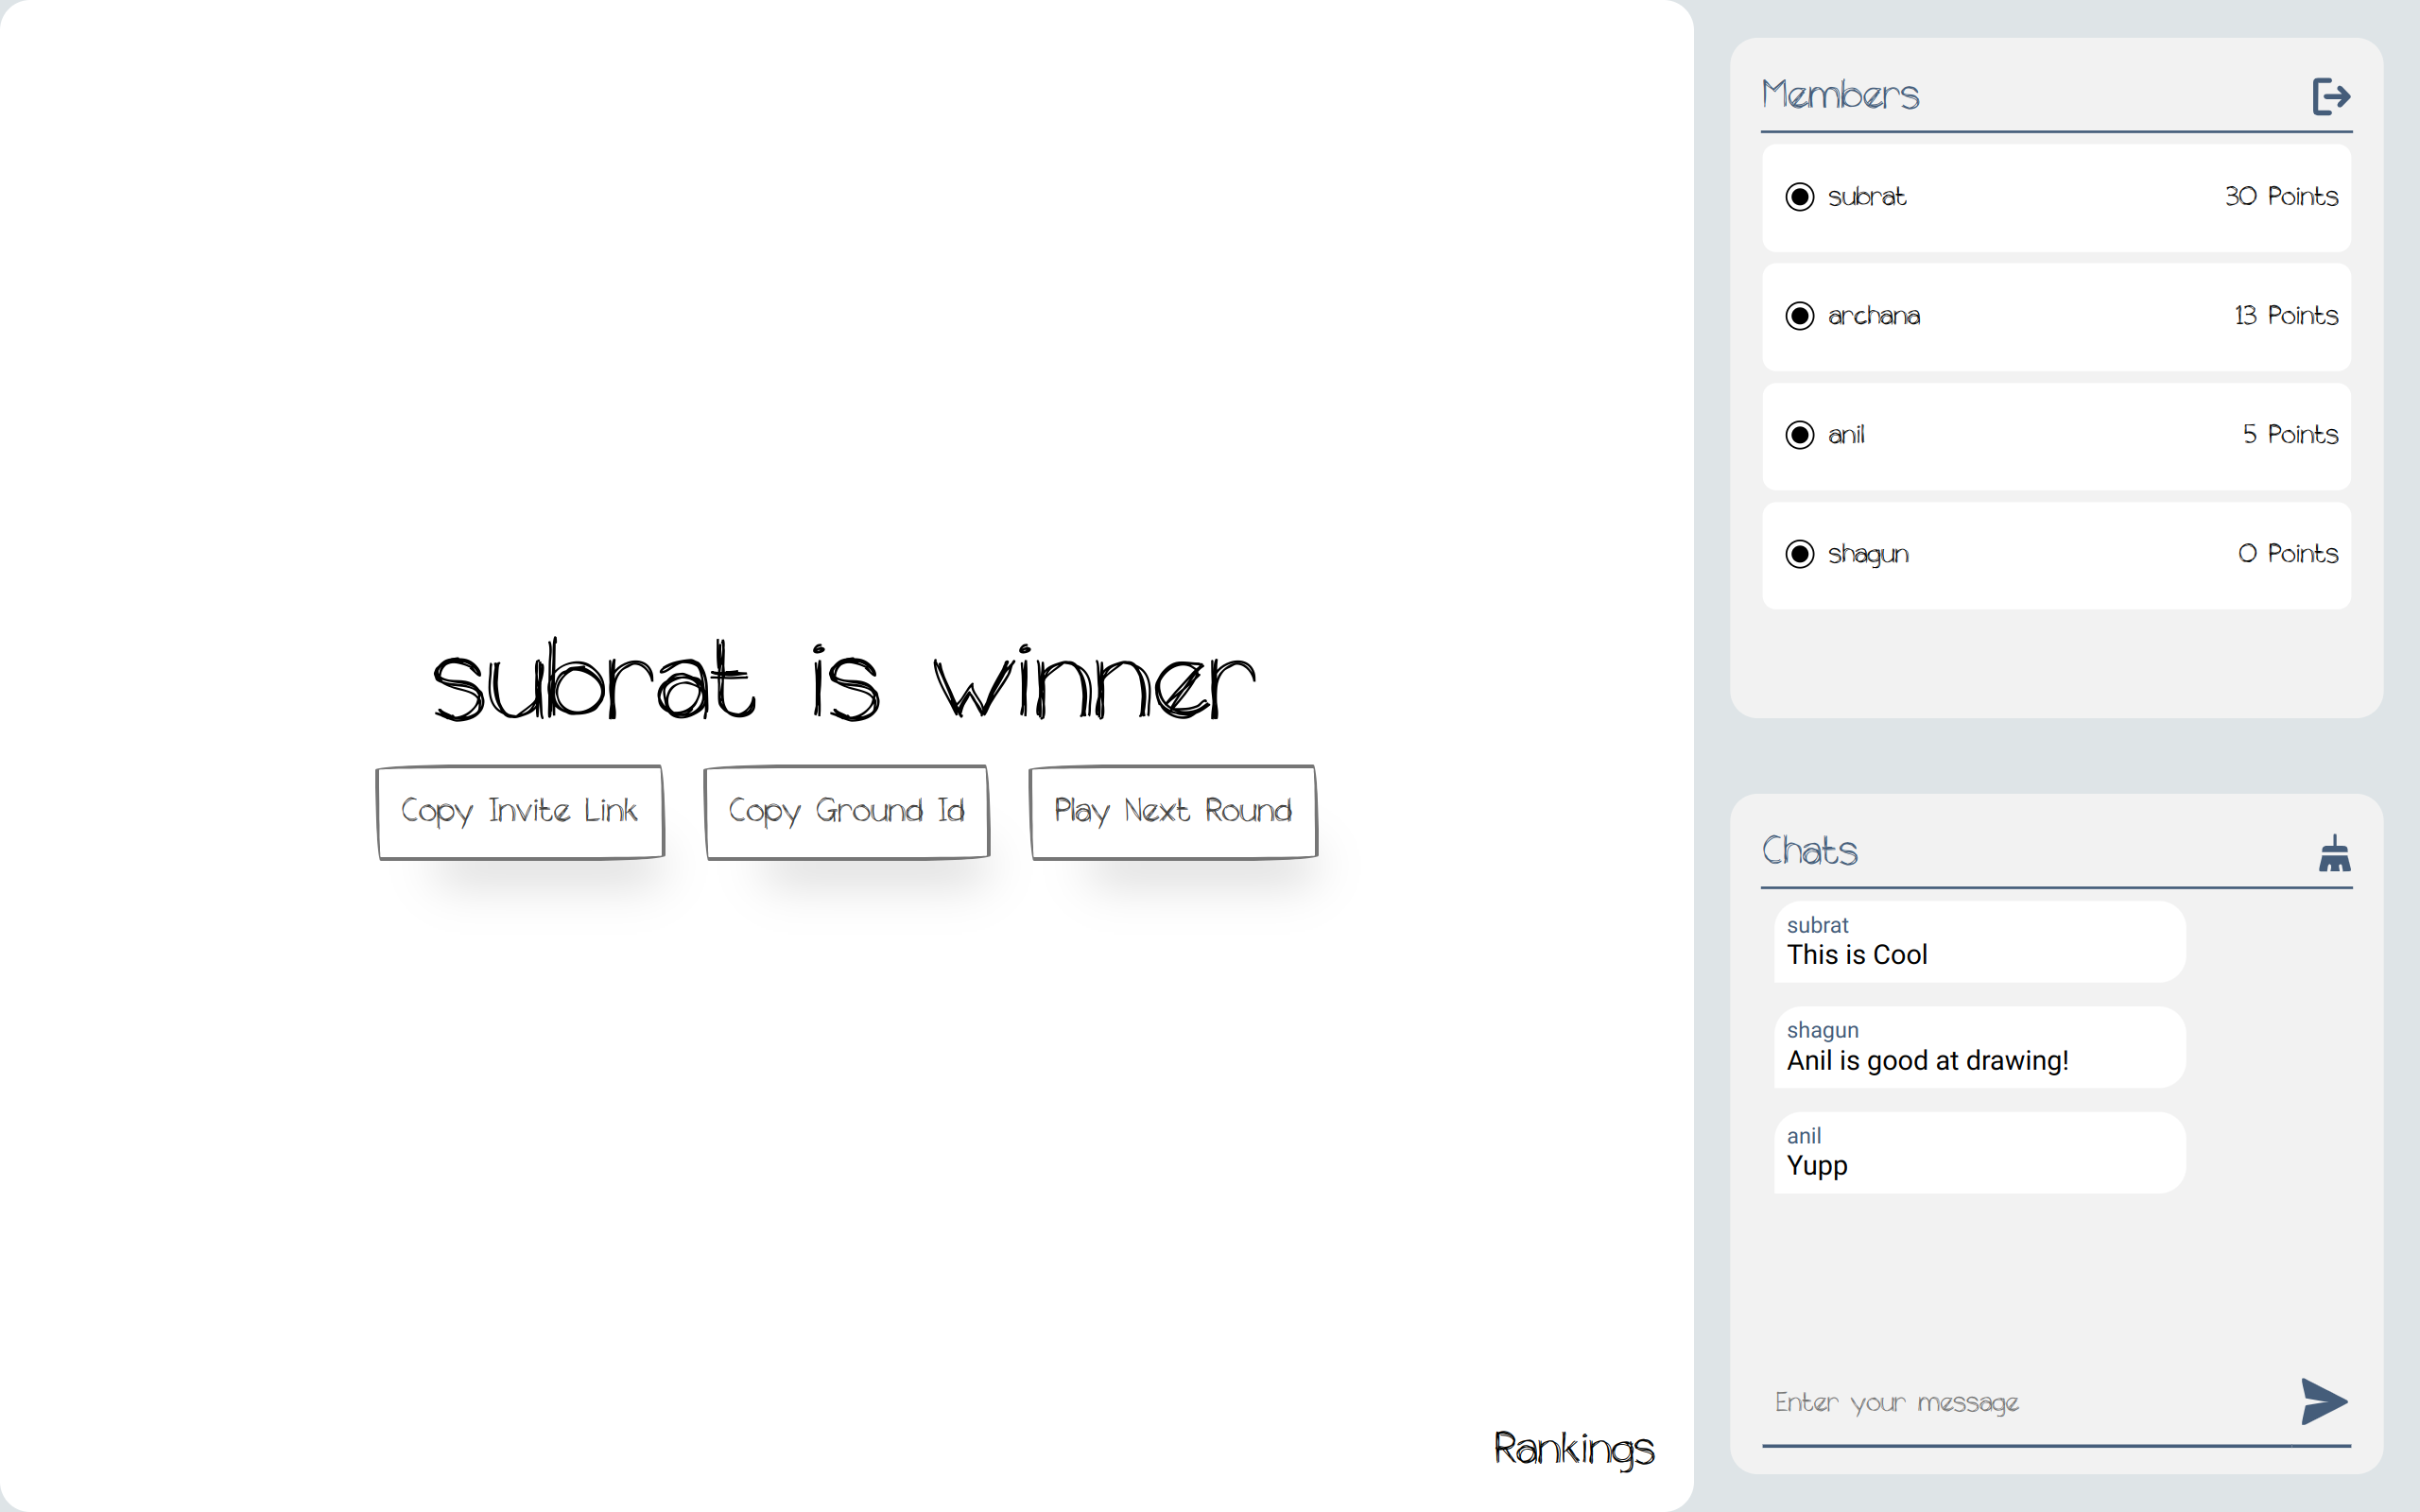 subrat is winner
Copy Invite Link
Copy Ground Id
Play Next Round
Rankings
Members
subrat 30 Points
archana 13 Points
anil 5 Points
shagun 0 Points
Chats
subrat
This is Cool
shagun
Anil is good at drawing!
anil
Yupp
Enter your message